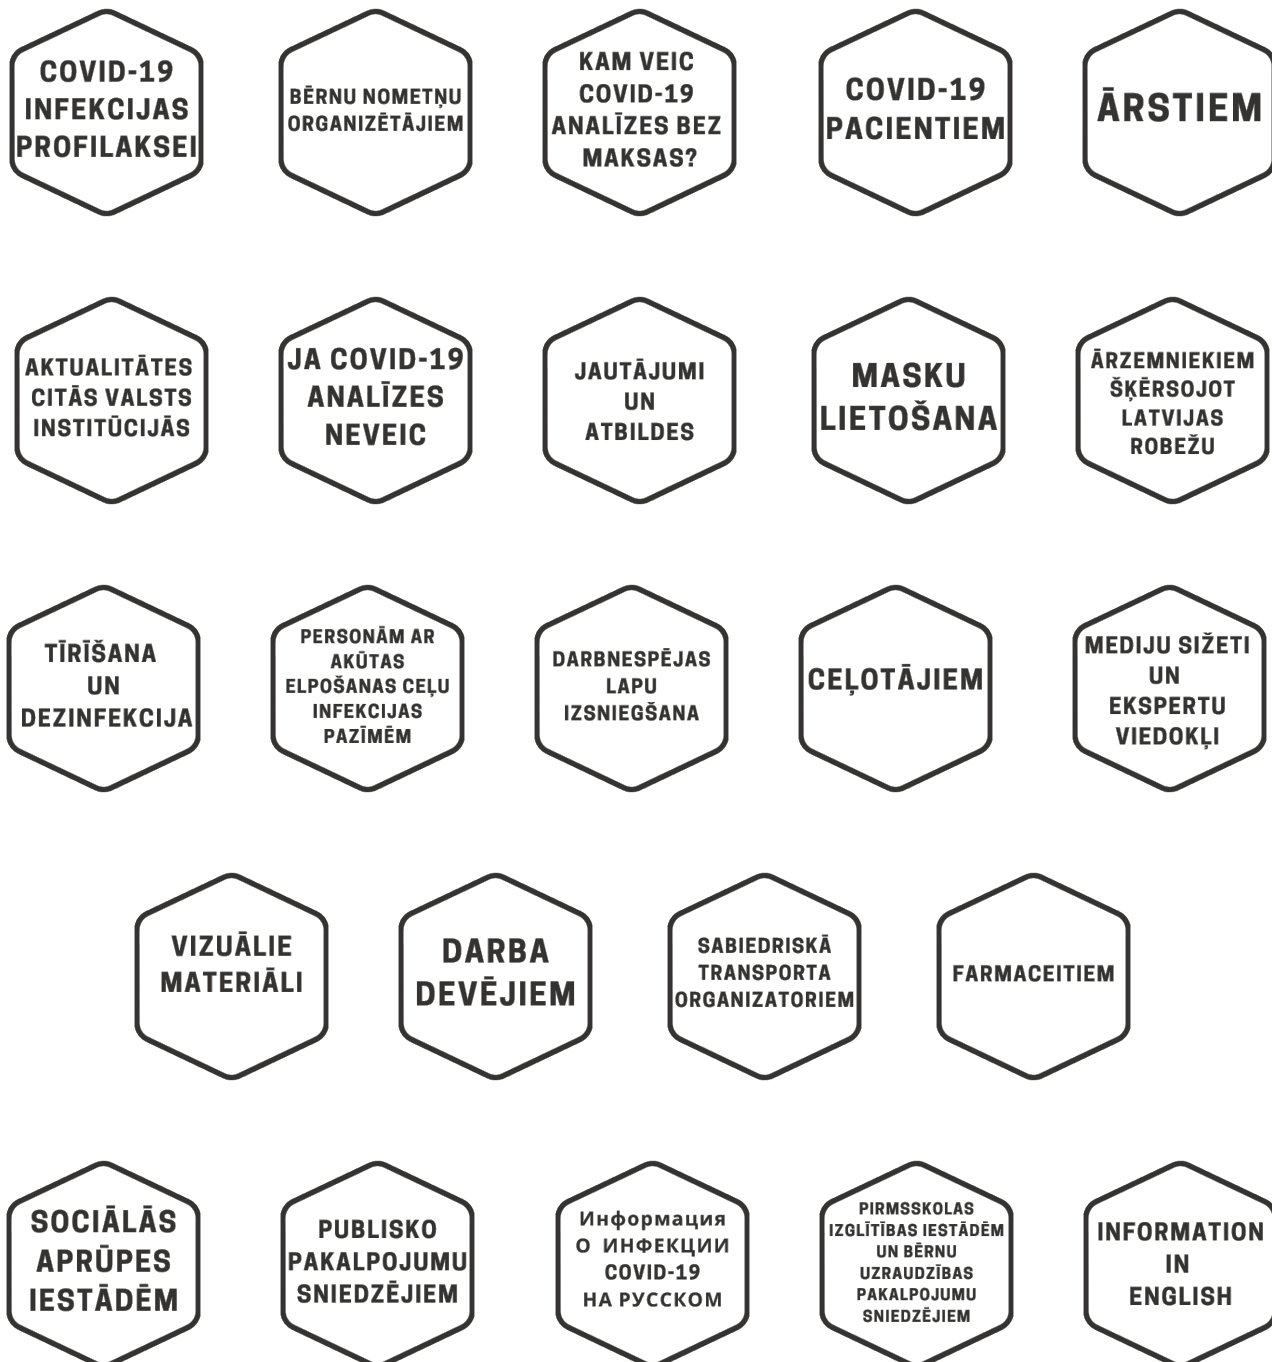 COVID-19
INFEKCIJAS
PROFILAKSEI
BĒRNU NOMETŅU
ORGANIZĒTĀJIEM
KAM VEIC
COVID-19
ANALĪZES BEZ
MAKSAS?
COVID-19
PACIENTIEM
ĀRSTIEM
AKTUALITĀTES
CITĀS VALSTS
INSTITŪCIJĀS
JA COVID-19
ANALĪZES
NEVEIC
JAUTĀJUMI
UN
ATBILDES
MASKU
LIETOŠANA
ĀRZEMNIEKIEM
ŠĶĒRSOJOT
LATVIJAS
ROBEŽU
TĪRĪŠANA
UN
DEZINFEKCIJA
PERSONĀM AR
AKŪTAS
ELPOŠANAS CEĻU
INFEKCIJAS
PAZĪMĒM
DARBNESPĒJAS
LAPU
IZSNIEGŠANA
CEĻOTĀJIEM
MEDIJU SIŽETI
UN
EKSPERTU
VIEDOKĻI
VIZUĀLIE
MATERIĀLI
DARBA
DEVĒJIEM
SABIEDRISKĀ
TRANSPORTA
ORGANIZATORIEM
FARMACEITIEM
SOCIĀLĀS
APRŪPES
IESTĀDĒM
PUBLISKO
PAKALPOJUMU
SNIEDZĒJIEM
Информация
О ИНФЕКЦИИ
COVID-19
НА РУССКОМ
PIRMSSKOLAS
IZGLĪTĪBAS IESTĀDĒM
UN BĒRNU
UZRAUDZĪBAS
PAKALPOJUMU
SNIEDZĒJIEM
INFORMATION
IN
ENGLISH